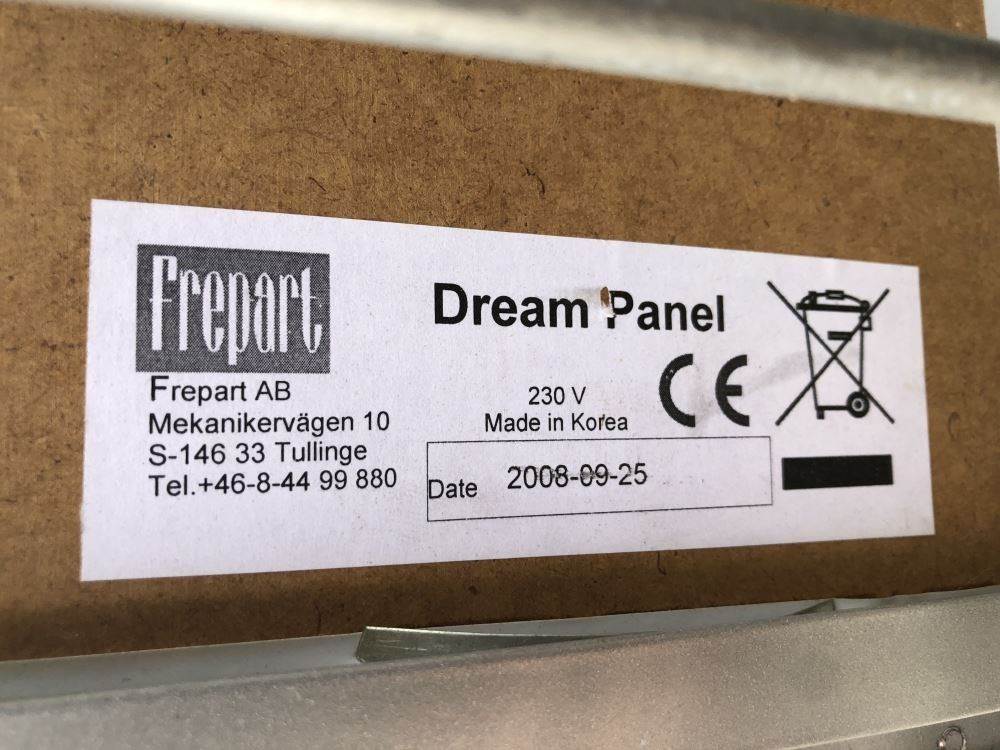 Frepart
Frepart AB
Mekanikervägen 10
S-146 33 Tullinge
Tel.+46-8-44 99 880
Dream Panel
230 V
CE
Made in Korea
Date 2008-09-25